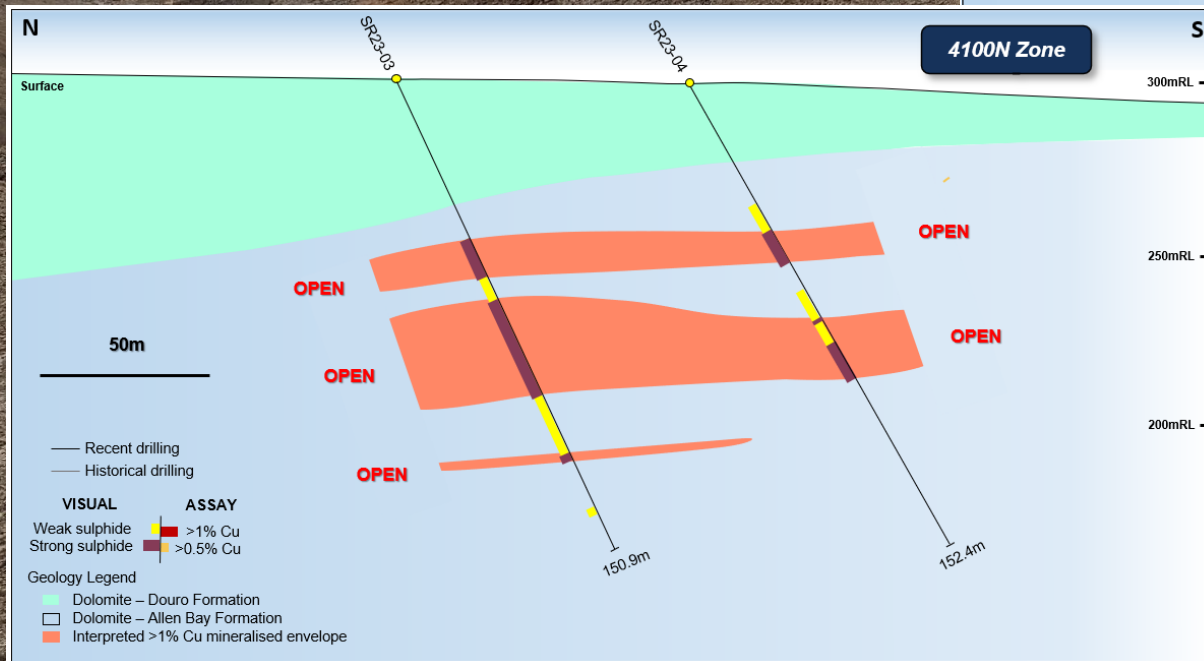 N
SR23-03
SR23-04
4100N Zone
S
Surface
300mRL
OPEN
250mRL
OPEN
OPEN
50m
OPEN
200mRL
Recent drilling
Historical drilling
OPEN
VISUAL ASSAY
Weak sulphide >1% Cu
Strong sulphide >0.5% Cu
150.9m
152.4m
Geology Legend
Dolomite – Douro Formation
Dolomite – Allen Bay Formation
Interpreted >1% Cu mineralised envelope